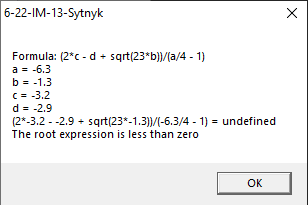 6-22-IM-13-Sytnyk
Formula: (2*c - d + sqrt(23*b))/(a/4 - 1)
a = -6.3
b = -1.3
c = -3.2
d = -2.9
(2*-3.2 - -2.9 + sqrt(23*-1.3))/(-6.3/4 - 1) = undefined
The root expression is less than zero
OK